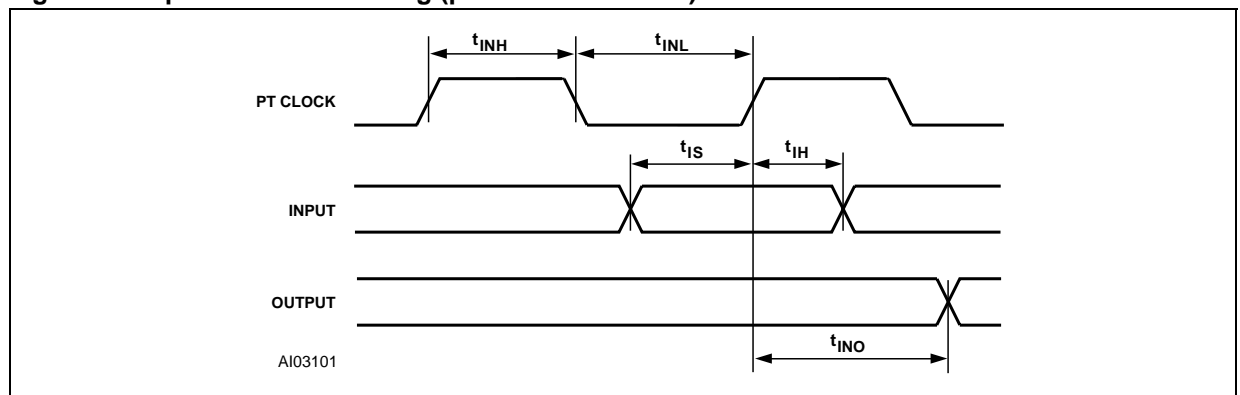 tINH tINL
PT CLOCK
tIS tIH
INPUT
OUTPUT
tINO
AI03101